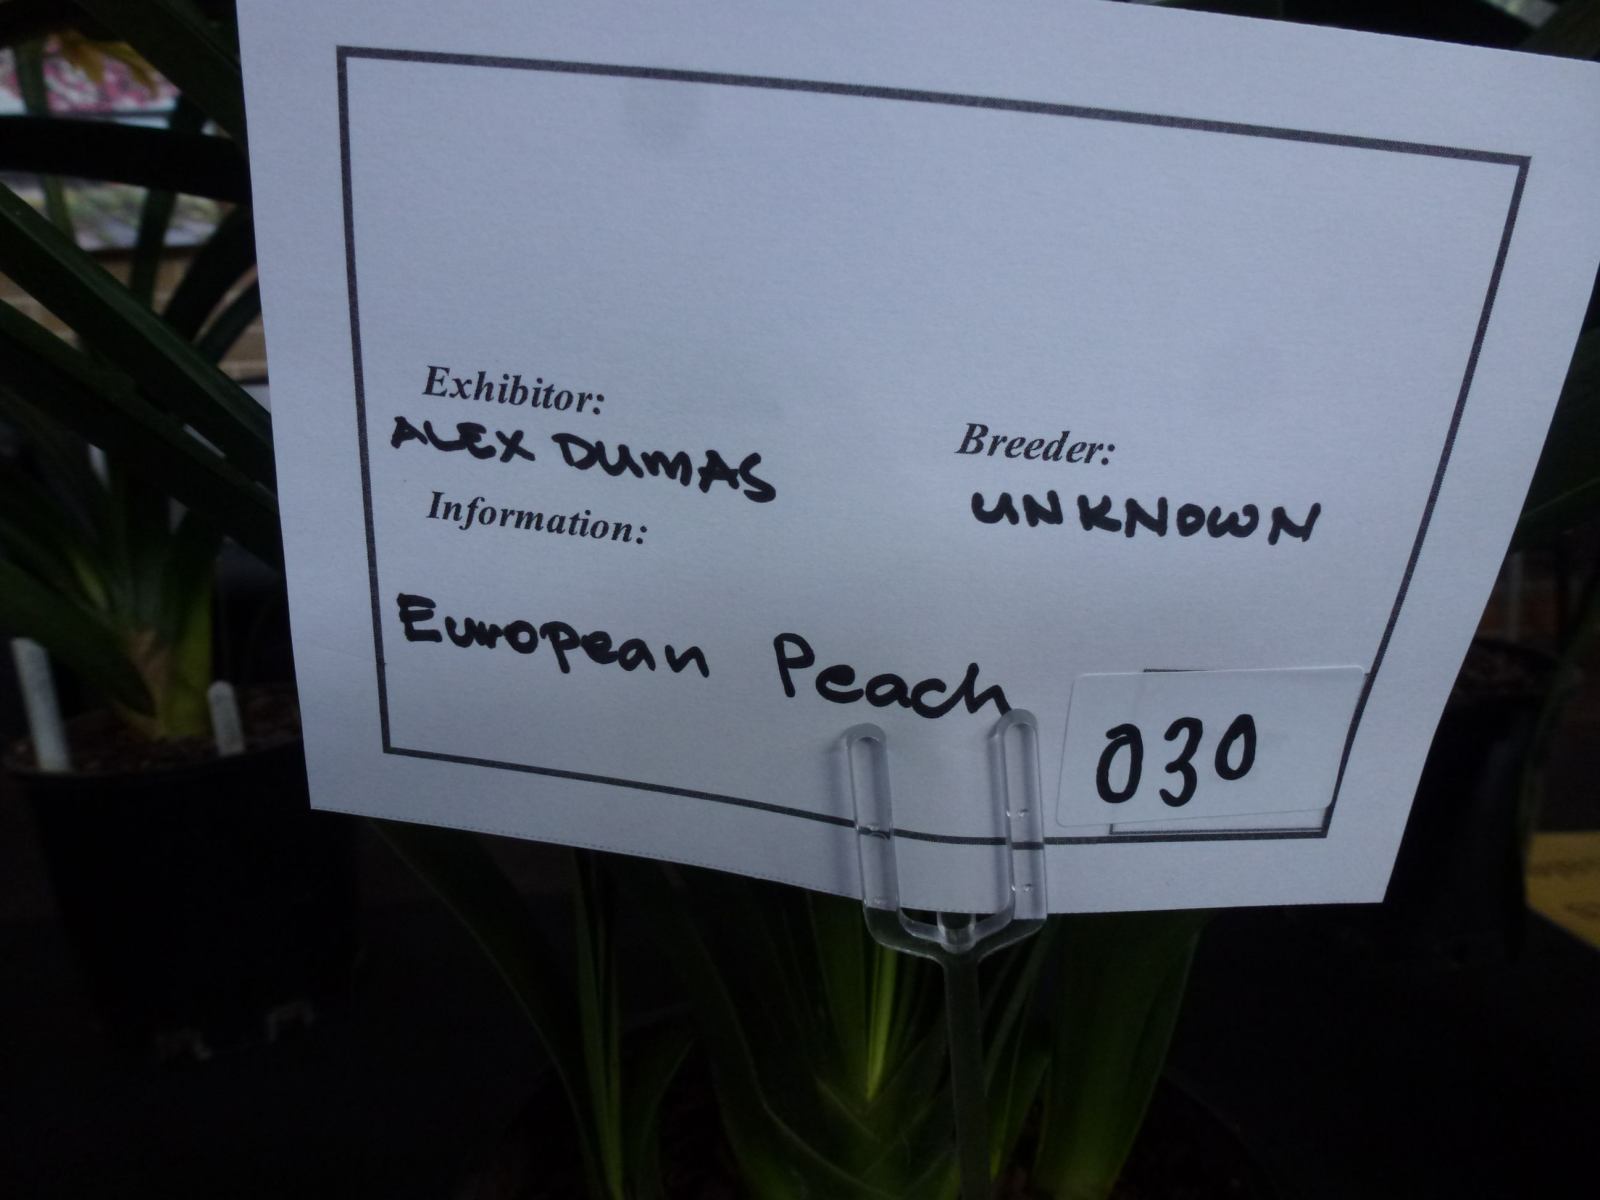 Exhibitor:
ALEX DUMAS
Breeder:
UNKNOWN
Information:
European Peach
030